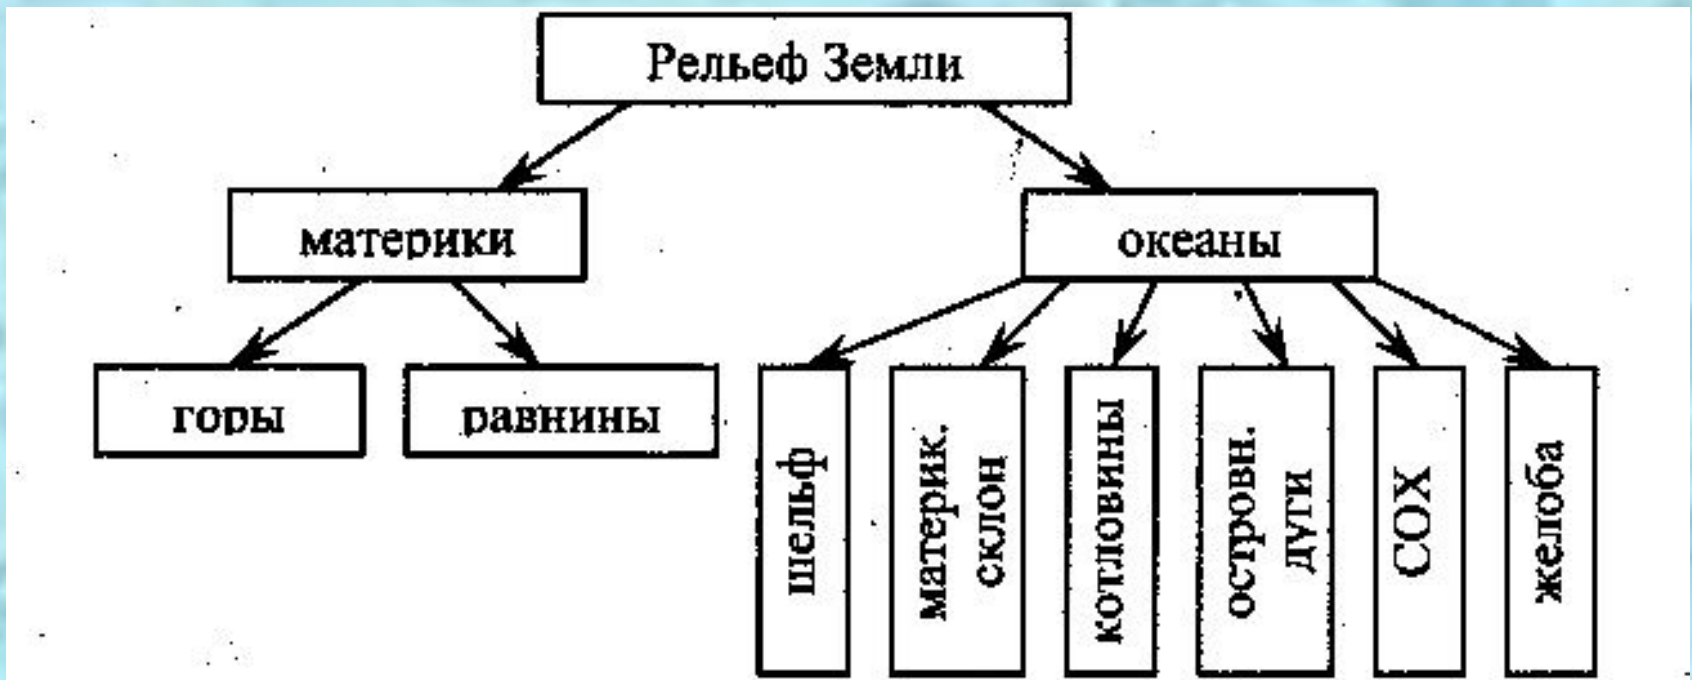 Рельеф Земли
материки
океаны
горы
равнины
шельф
материк.
склон
котловины
островн.
дуги
СОХ
желоба